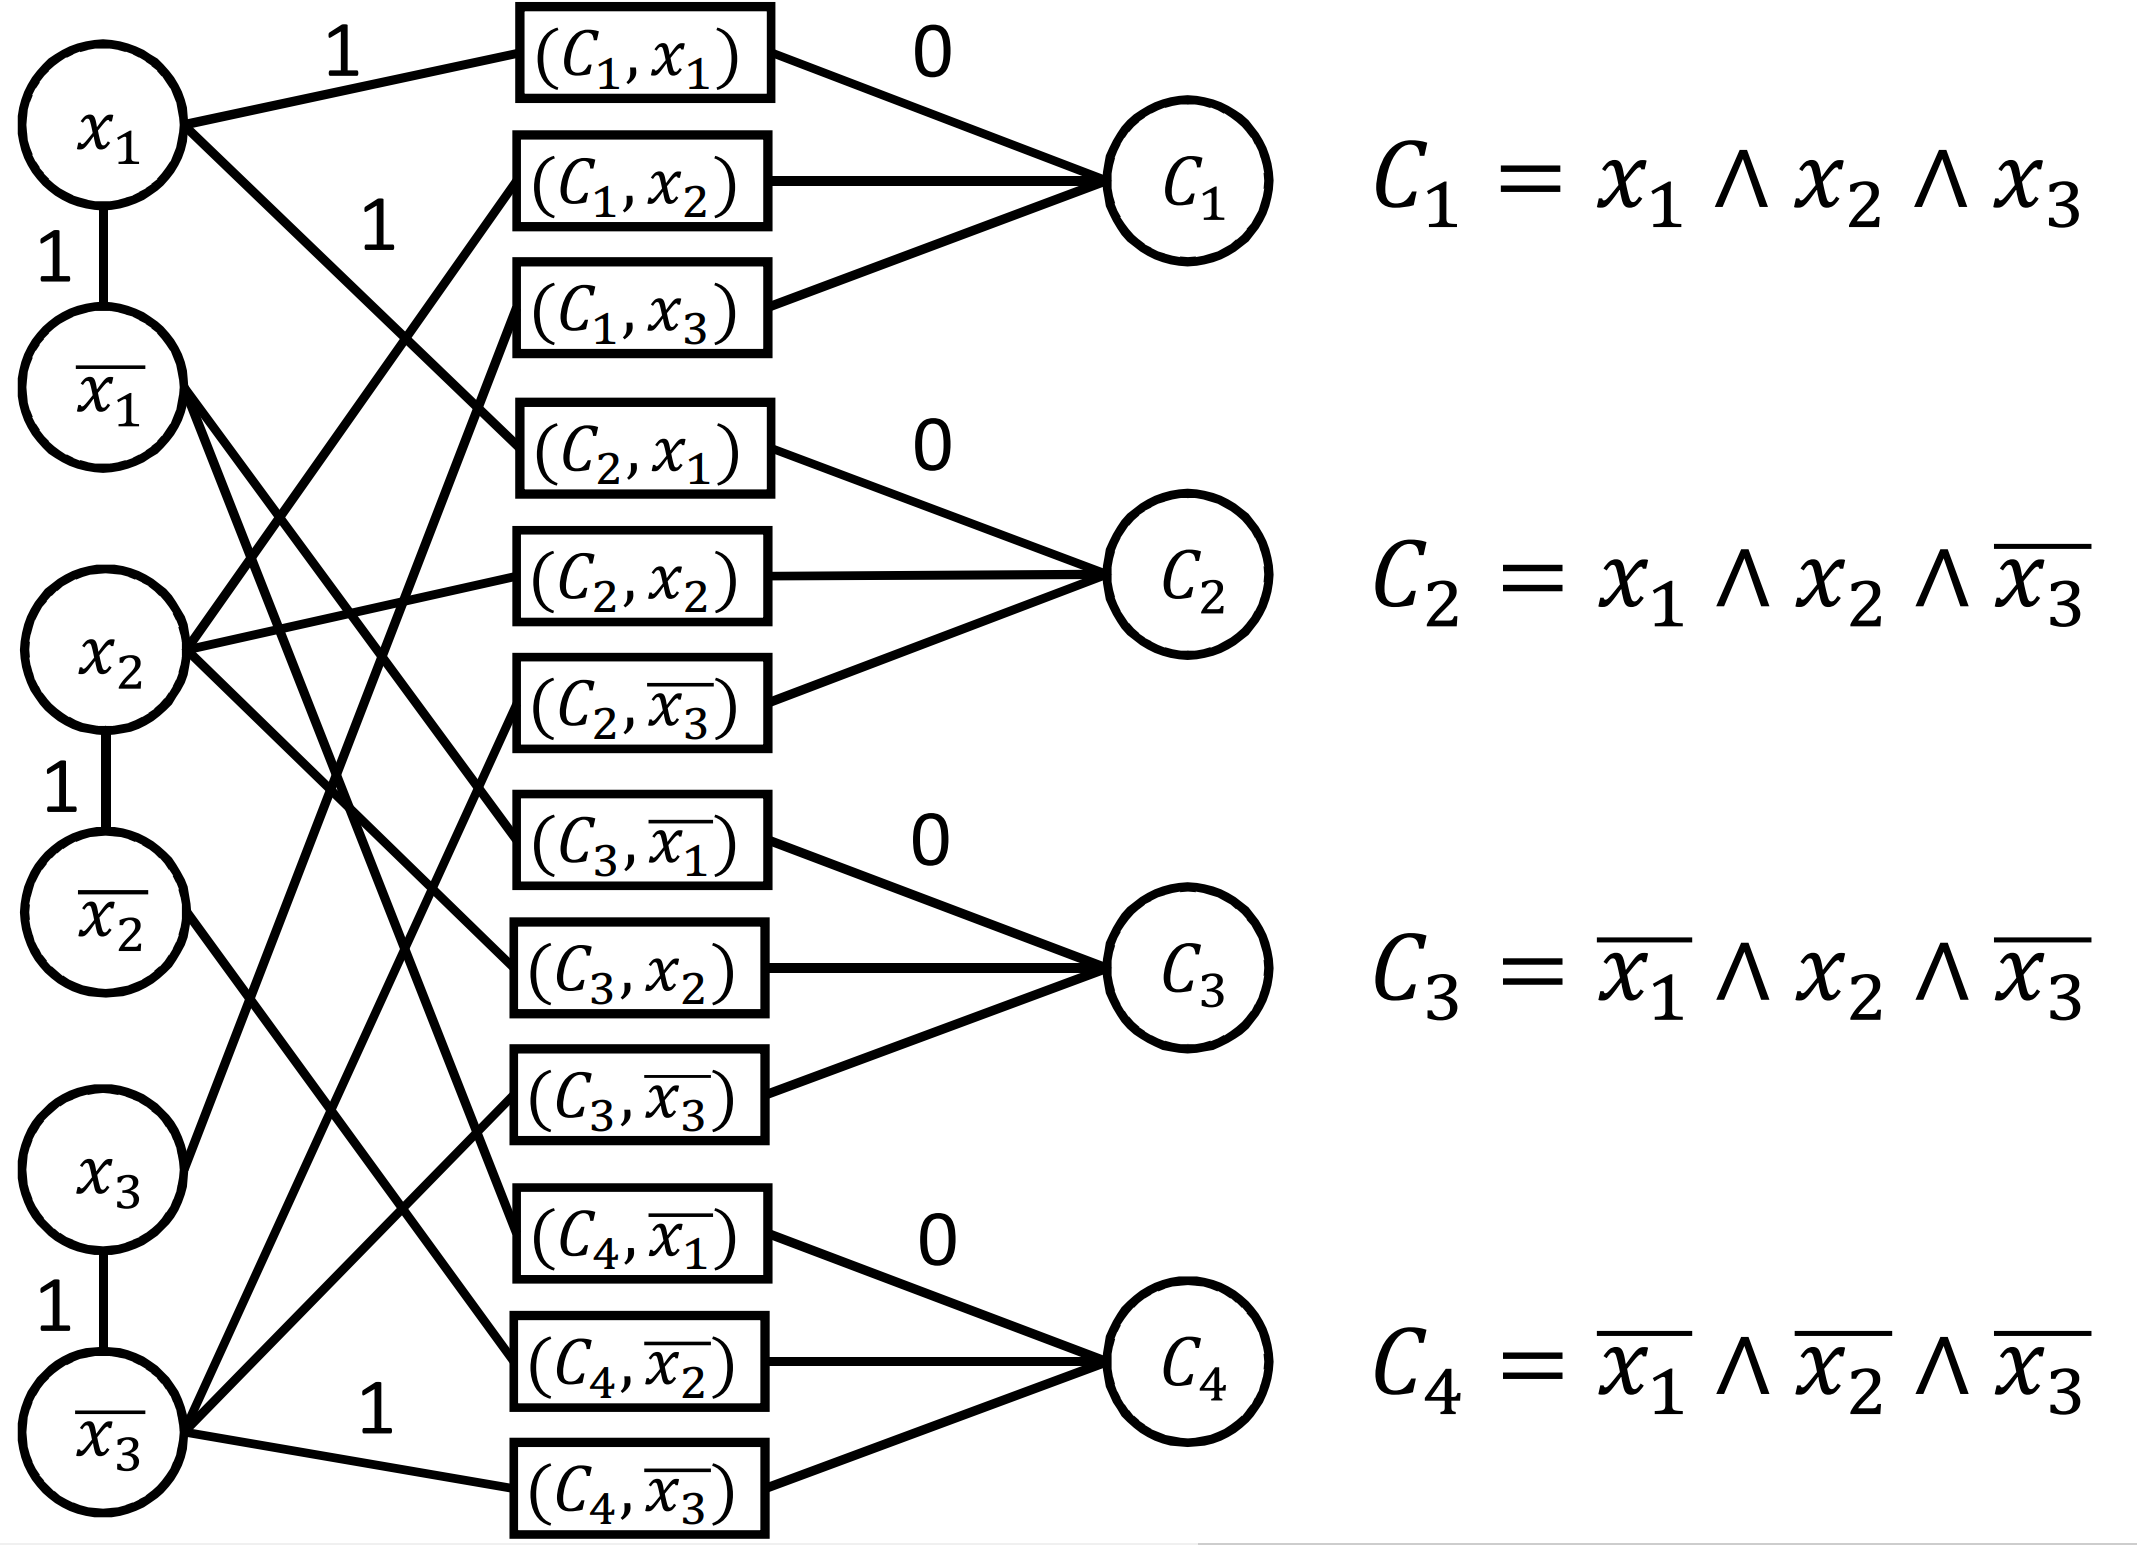 1
(C₁, x₁)
0
x₁
1
(C₁, x₂)
C₁
C₁ = x₁ ∧ x₂ ∧ x₃
1
(C₁, x₃)
x̅₁
(C₂, x₁)
0
(C₂, x₂)
C₂
C₂ = x₁ ∧ x₂ ∧ x̅₃
x₂
(C₂, x̅₃)
1
(C₃, x̅₁)
0
x̅₂
(C₃, x₂)
C₃
C₃ = x̅₁ ∧ x₂ ∧ x̅₃
(C₃, x̅₃)
x₃
(C₄, x̅₁)
0
1
(C₄, x̅₂)
C₄
C₄ = x̅₁ ∧ x̅₂ ∧ x̅₃
x̅₃
1
(C₄, x̅₃)